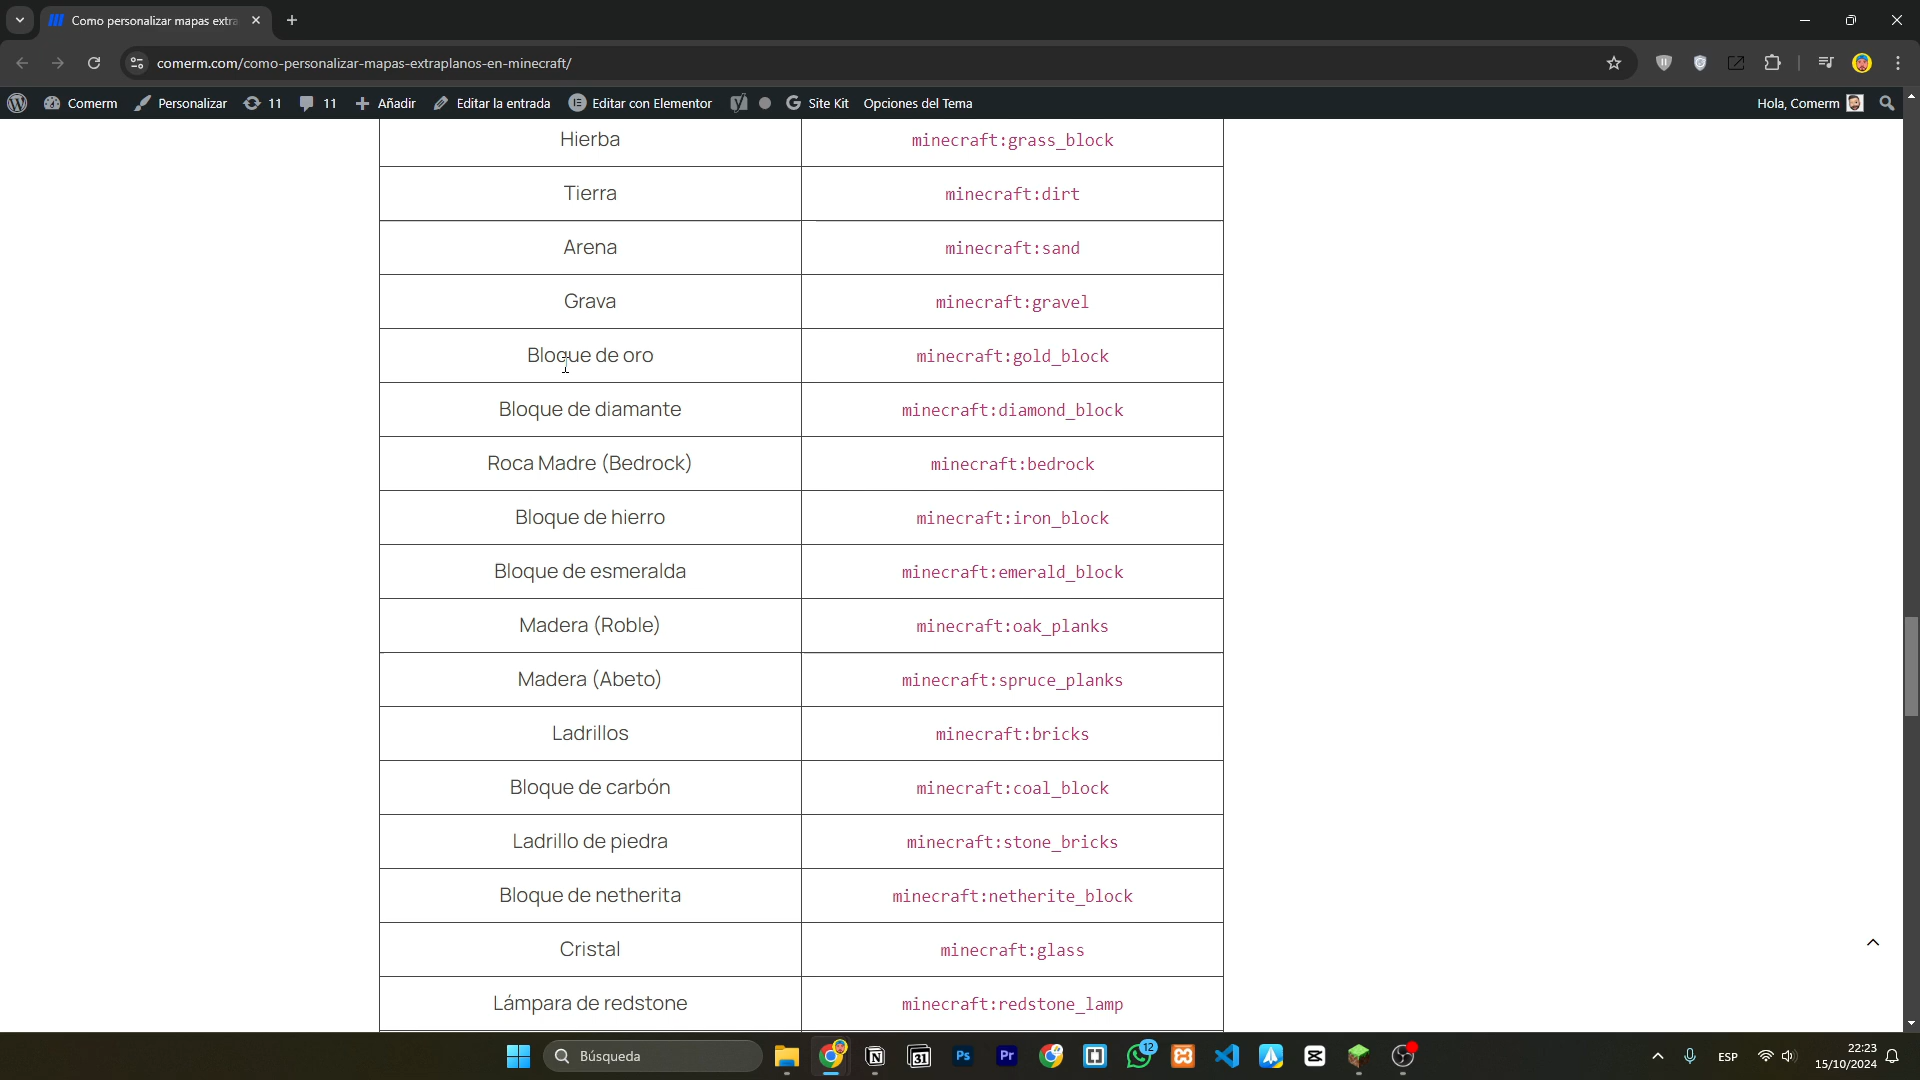 Como personalizar mapas extra
comerm.com/como-personalizar-mapas-extraplanos-en-minecraft/
Comerm Personalizar 11 11 Añadir Editar la entrada Editar con Elementor Site Kit Opciones del Tema Hola, Comerm
Hierba minecraft:grass_block
Tierra minecraft:dirt
Arena minecraft:sand
Grava minecraft:gravel
Bloque de oro minecraft:gold_block
Bloque de diamante minecraft:diamond_block
Roca Madre (Bedrock) minecraft:bedrock
Bloque de hierro minecraft:iron_block
Bloque de esmeralda minecraft:emerald_block
Madera (Roble) minecraft:oak_planks
Madera (Abeto) minecraft:spruce_planks
Ladrillos minecraft:bricks
Bloque de carbón minecraft:coal_block
Ladrillo de piedra minecraft:stone_bricks
Bloque de netherita minecraft:netherite_block
Cristal minecraft:glass
Lámpara de redstone minecraft:redstone_lamp
Búsqueda 31 Ps Pr 12 ESP 22:23
15/10/2024